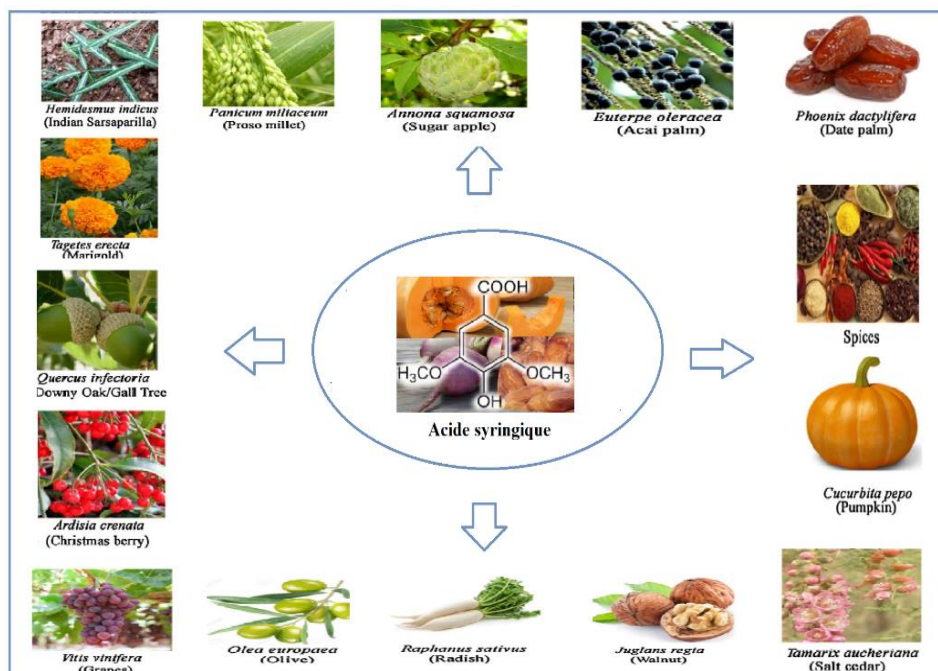 Hemidesmus indicus
(Indian Sarsaparilla)
Panicum miliaceum
(Proso millet)
Annona squamosa
(Sugar apple)
Euterpe oleracea
(Acai palm)
Phoenix dactylifera
(Date palm)
Tagetes erecta
(Marigold)
Spices
COOH
H3CO
OCH3
OH
Acide syringique
Quercus infectoria
Downy Oak/Gall Tree
Cucurbita pepo
(Pumpkin)
Ardisia crenata
(Christmas berry)
Vitis vinifera
(Grapes)
Olea europaea
(Olive)
Raphanus sativus
(Radish)
Juglans regia
(Walnut)
Tamarix aucheriana
(Salt cedar)